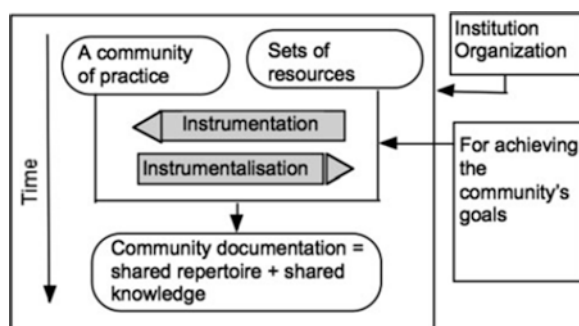 A community
of practice
Sets of
resources
Institution
Organization
Instrumentation
Instrumentalisation
For achieving
the
community's
goals
Time
Community documentation =
shared repertoire + shared
knowledge